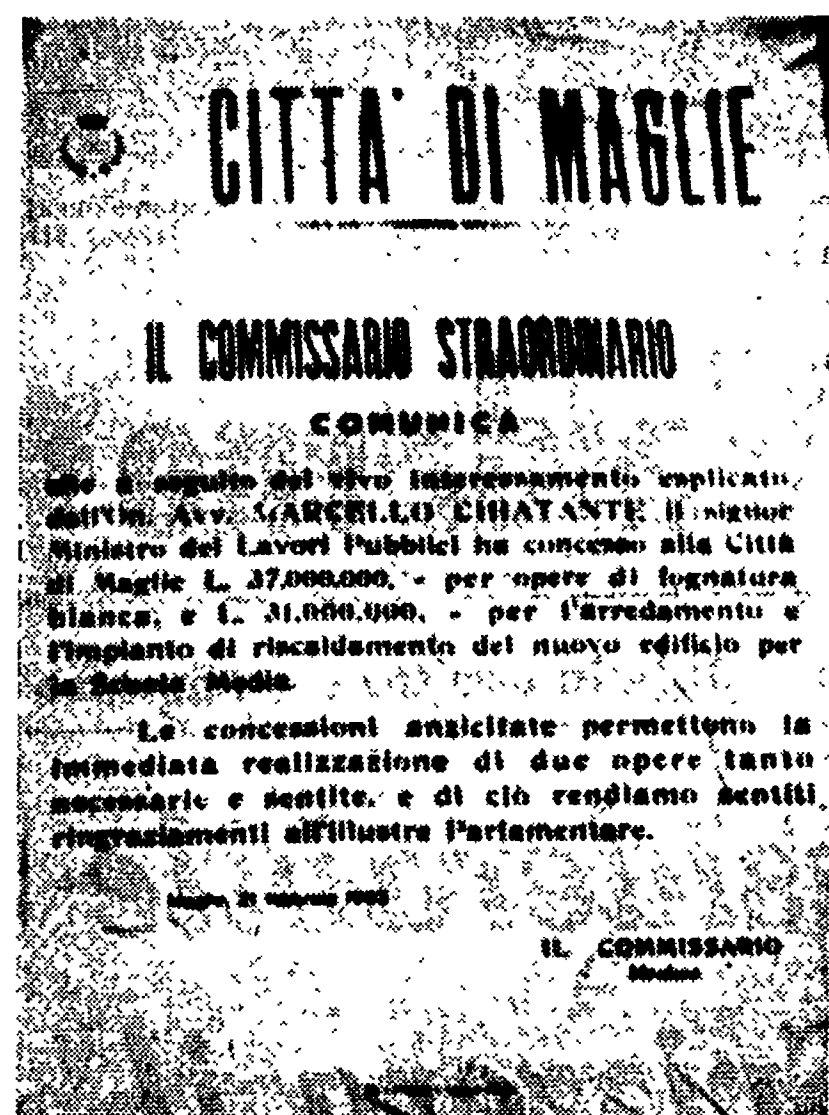 CITTA' DI MAGLIE
IL COMMISSARIO STRAORDINARIO
COMUNICA
che a seguito del vivo interessamento esplicato
dall'On. Avv. MARCELLO CHIATANTE il signor
Ministro dei Lavori Pubblici ha concesso alla Città
di Maglie L. 37.000.000, - per opere di fognatura
bianca, e L. 31.000.000, - per l'arredamento e
l'impianto di riscaldamento del nuovo edificio per
la Scuola Media.
Le concessioni anzicitate permettono la
immediata realizzazione di due opere tanto
necessarie e sentite, e di ciò rendiamo sentiti
ringraziamenti all'illustre Parlamentare.
Maglie, 21
IL COMMISSARIO